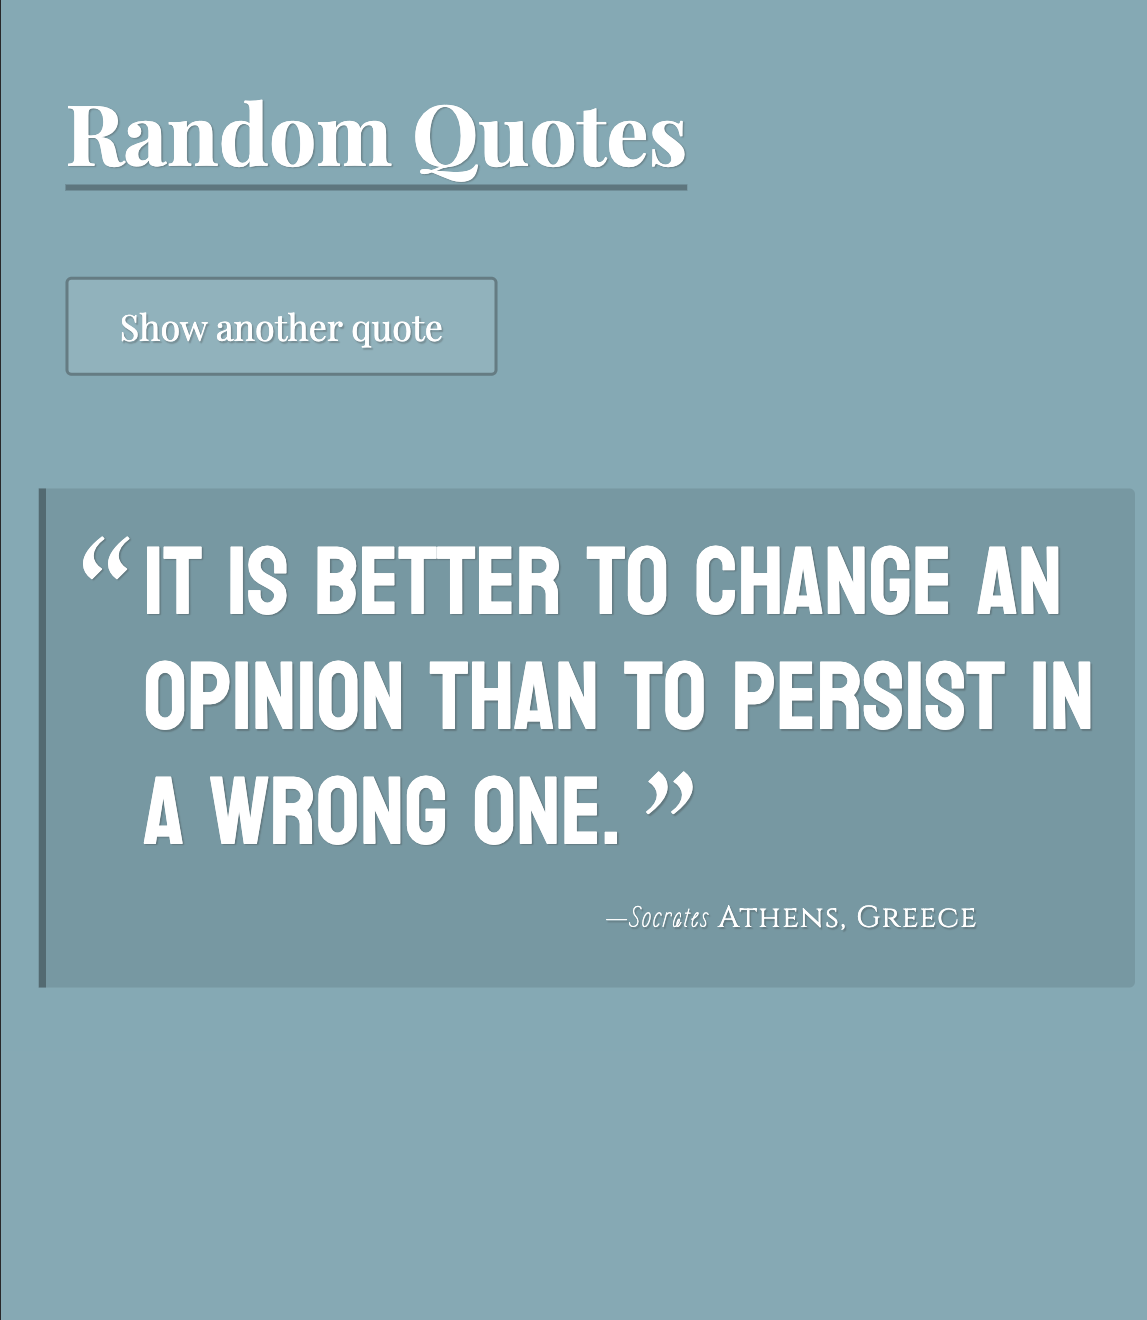 Random Quotes
Show another quote
“IT IS BETTER TO CHANGE AN
OPINION THAN TO PERSIST IN
A WRONG ONE.”
—Socrates ATHENS, GREECE